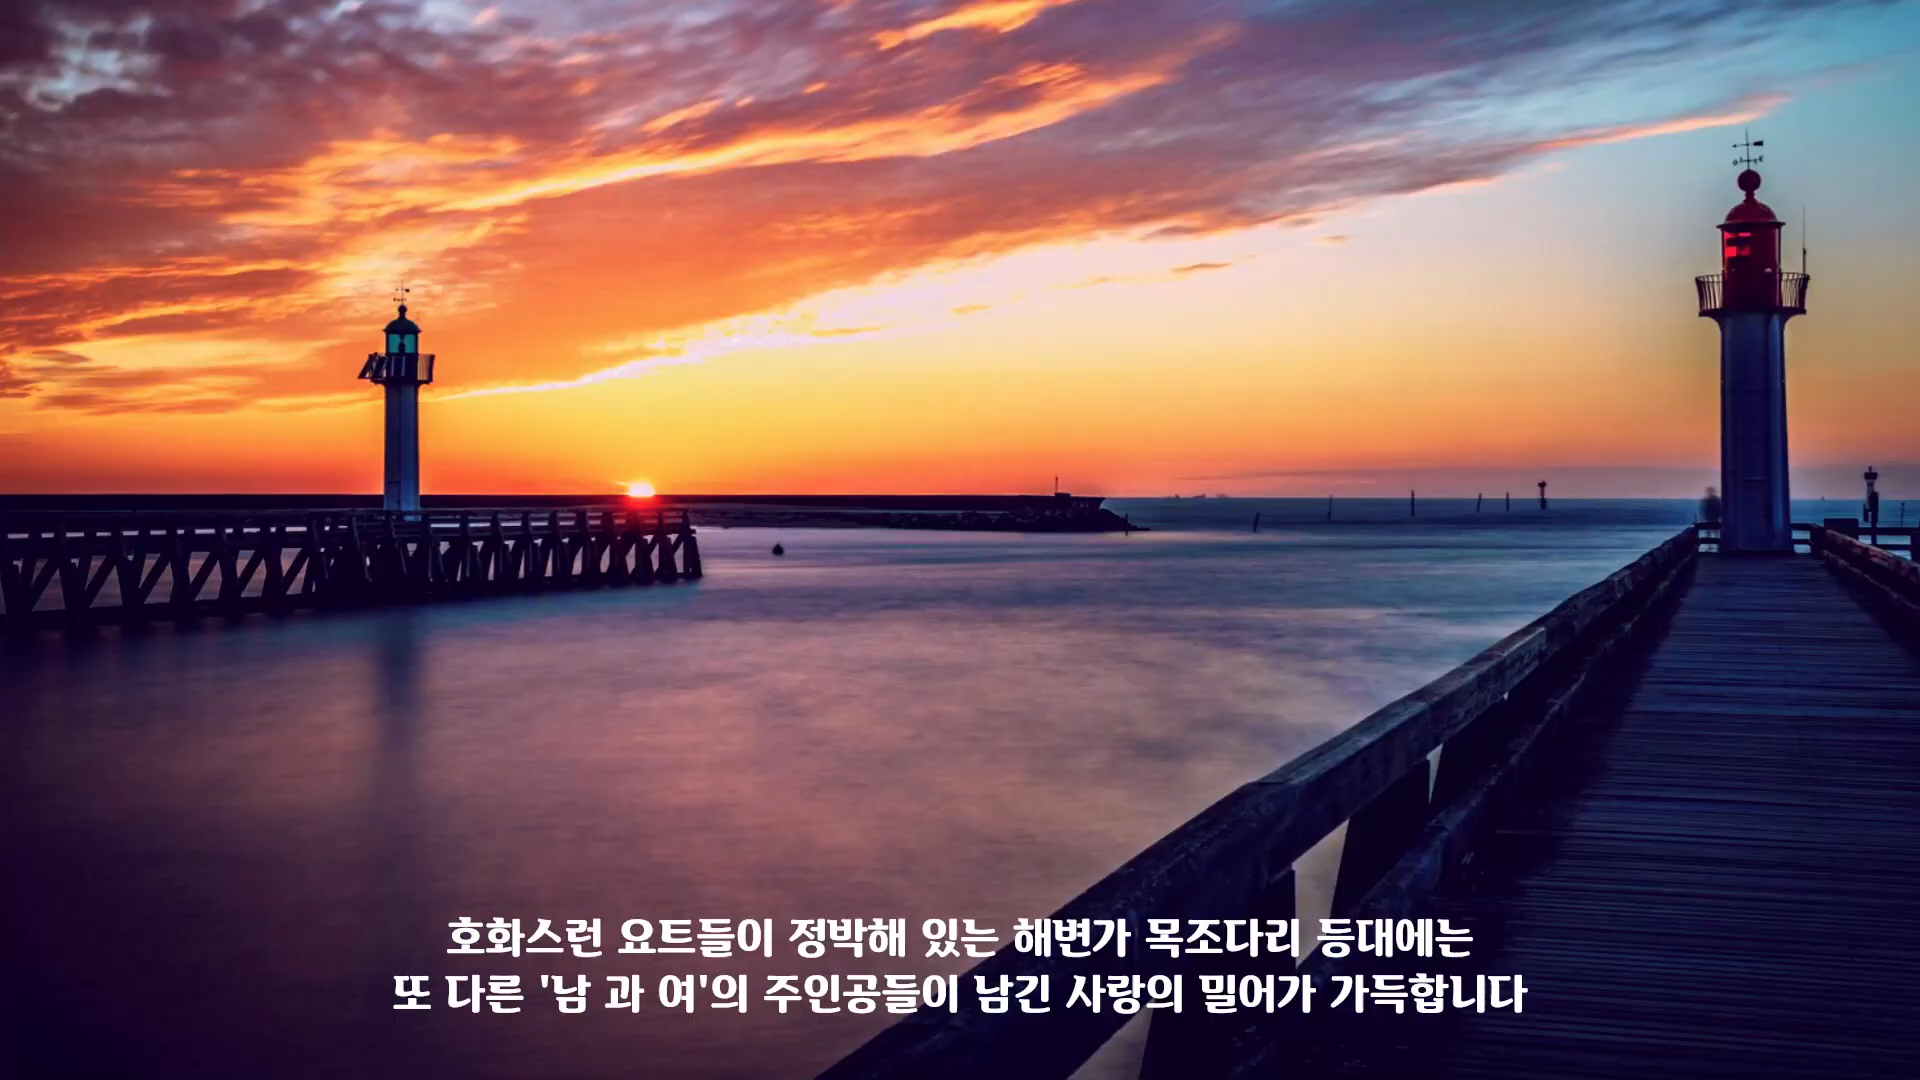 호화스런 요트들이 정박해 있는 해변가 목조다리 등대에는
또 다른 '남 과 여'의 주인공들이 남긴 사랑의 밀어가 가득합니다